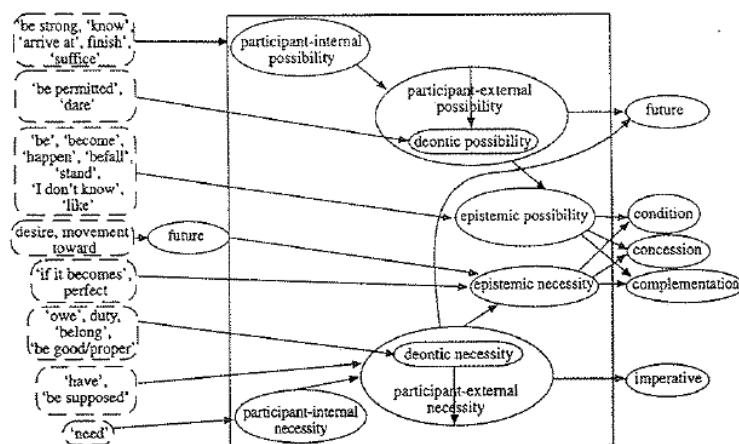 'be strong, 'know'
'arrive at', finish',
'suffice'
participant-internal
possibility
'be permitted',
'dare'
participant-external
possibility
deontic possibility
future
'be', 'become',
'happen', 'befall',
'stand',
'I don't know',
'like'
epistemic possibility
condition
desire, movement
toward
future
concession
'if it becomes',
perfect
epistemic necessity
complementation
'owe', duty,
'belong',
'be good/proper'
deontic necessity
participant-external
necessity
imperative
'have',
'be supposed'
participant-internal
necessity
'need'